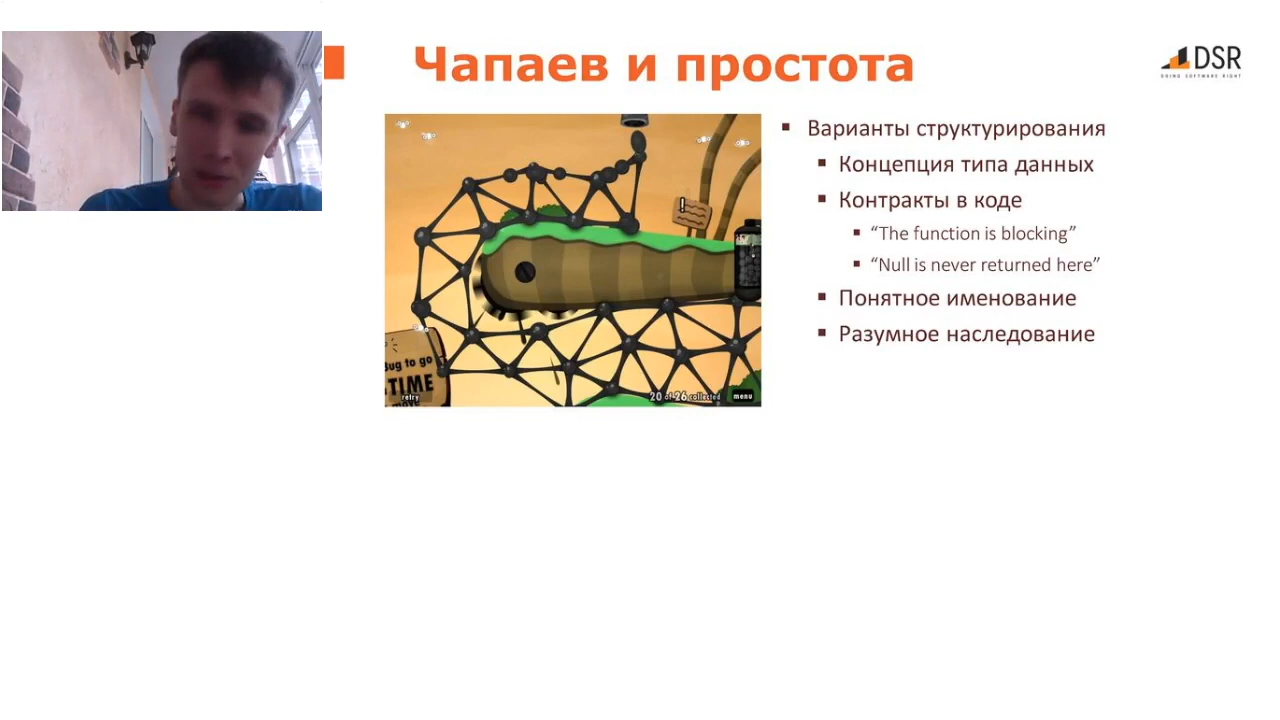 Чапаев и простота
DSR
DOING SOFTWARE RIGHT
Варианты структурирования
Концепция типа данных
Контракты в коде
“The function is blocking”
“Null is never returned here”
Понятное именование
Разумное наследование
Bug to go
TIME
move
retry
20 of 26 collected
menu
!